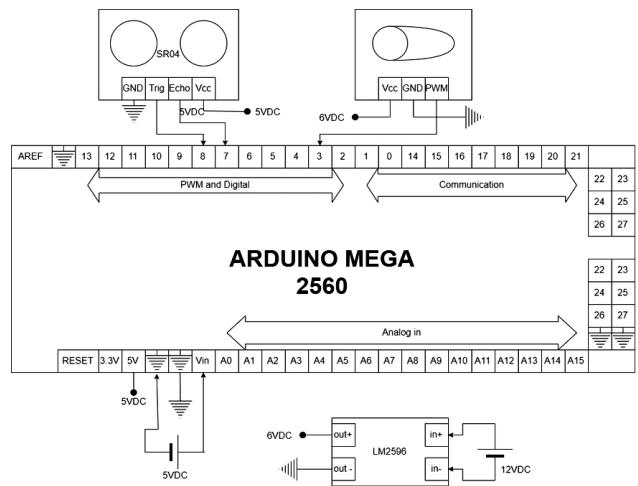 SR04
GND Trig Echo Vcc
Vcc GND PWM
5VDC
5VDC
6VDC
AREF 13 12 11 10 9 8 7 6 5 4 3 2 1 0 14 15 16 17 18 19 20 21
PWM and Digital
Communication
22 23
24 25
26 27
ARDUINO MEGA
2560
22 23
24 25
26 27
Analog in
RESET 3.3V 5V Vin A0 A1 A2 A3 A4 A5 A6 A7 A8 A9 A10 A11 A12 A13 A14 A15
5VDC
5VDC
6VDC
out+
in+
LM2596
out -
in-
12VDC